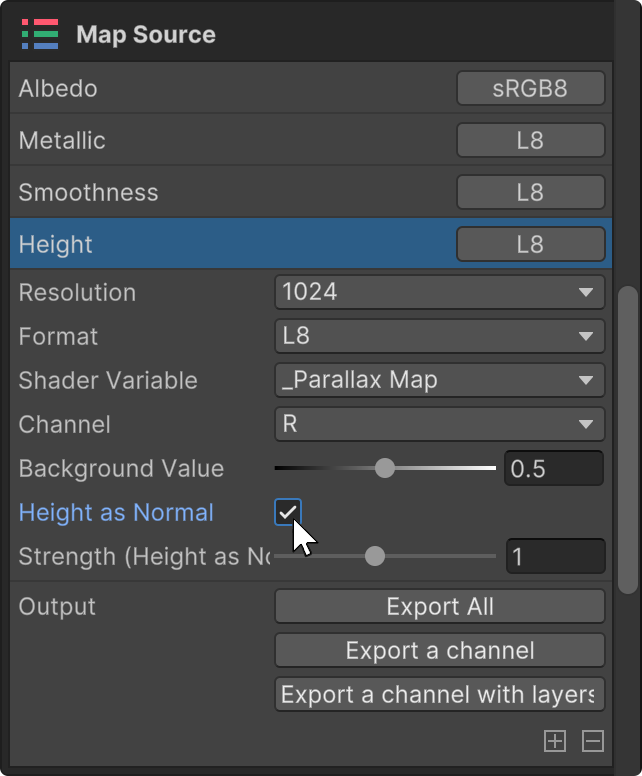 Map Source
Albedo sRGB8
Metallic L8
Smoothness L8
Height L8
Resolution 1024
Format L8
Shader Variable _Parallax Map
Channel R
Background Value 0.5
Height as Normal
Strength (Height as No 1
Output Export All
Export a channel
Export a channel with layers